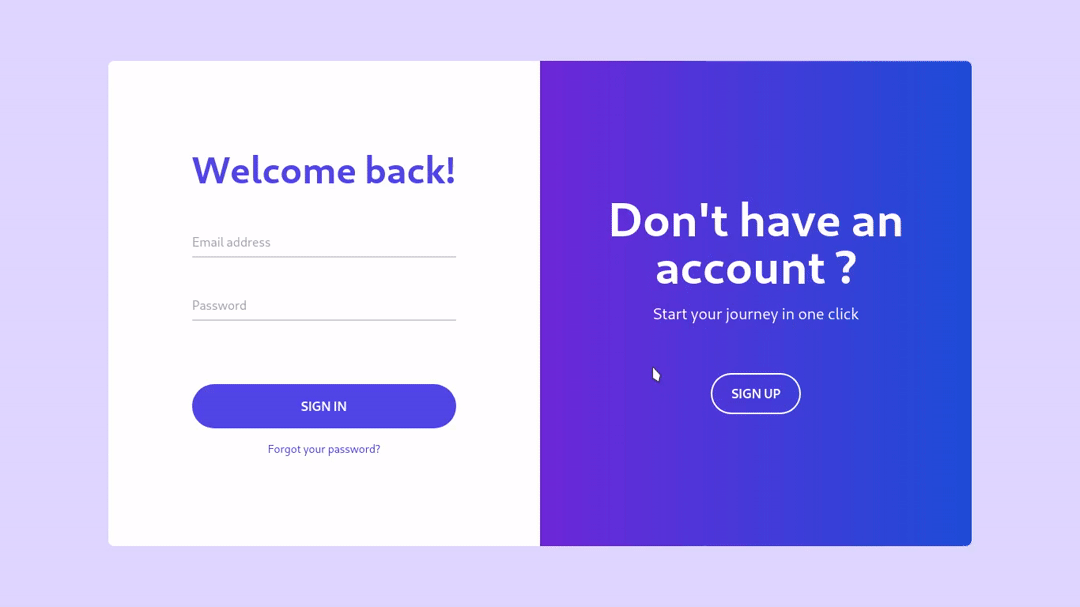 Welcome back!
Email address
Password
SIGN IN
Forgot your password?
Don't have an
account ?
Start your journey in one click
SIGN UP